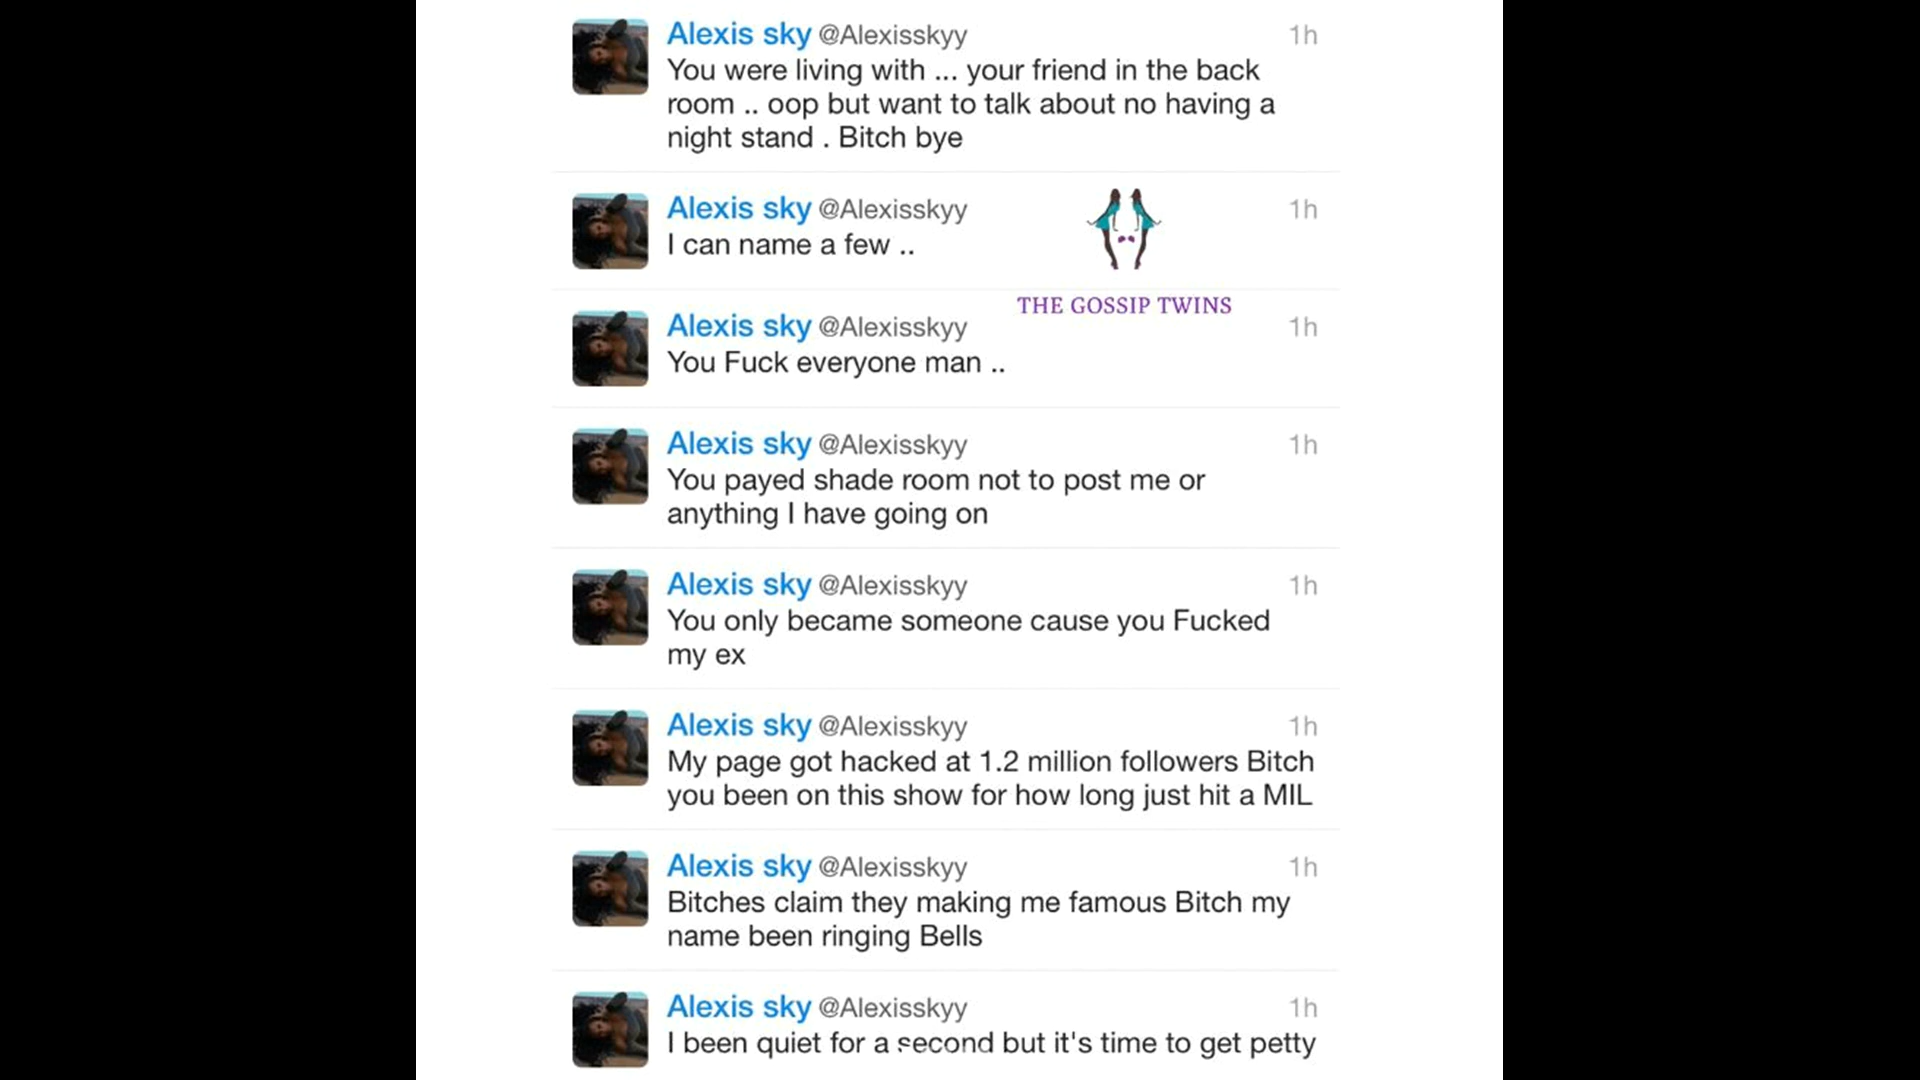 Alexis sky @Alexisskyy 1h
You were living with ... your friend in the back
room .. oop but want to talk about no having a
night stand . Bitch bye
Alexis sky @Alexisskyy 1h
I can name a few ..
THE GOSSIP TWINS
Alexis sky @Alexisskyy 1h
You Fuck everyone man ..
Alexis sky @Alexisskyy 1h
You payed shade room not to post me or
anything I have going on
Alexis sky @Alexisskyy 1h
You only became someone cause you Fucked
my ex
Alexis sky @Alexisskyy 1h
My page got hacked at 1.2 million followers Bitch
you been on this show for how long just hit a MIL
Alexis sky @Alexisskyy 1h
Bitches claim they making me famous Bitch my
name been ringing Bells
Alexis sky @Alexisskyy 1h
I been quiet for a second but it's time to get petty